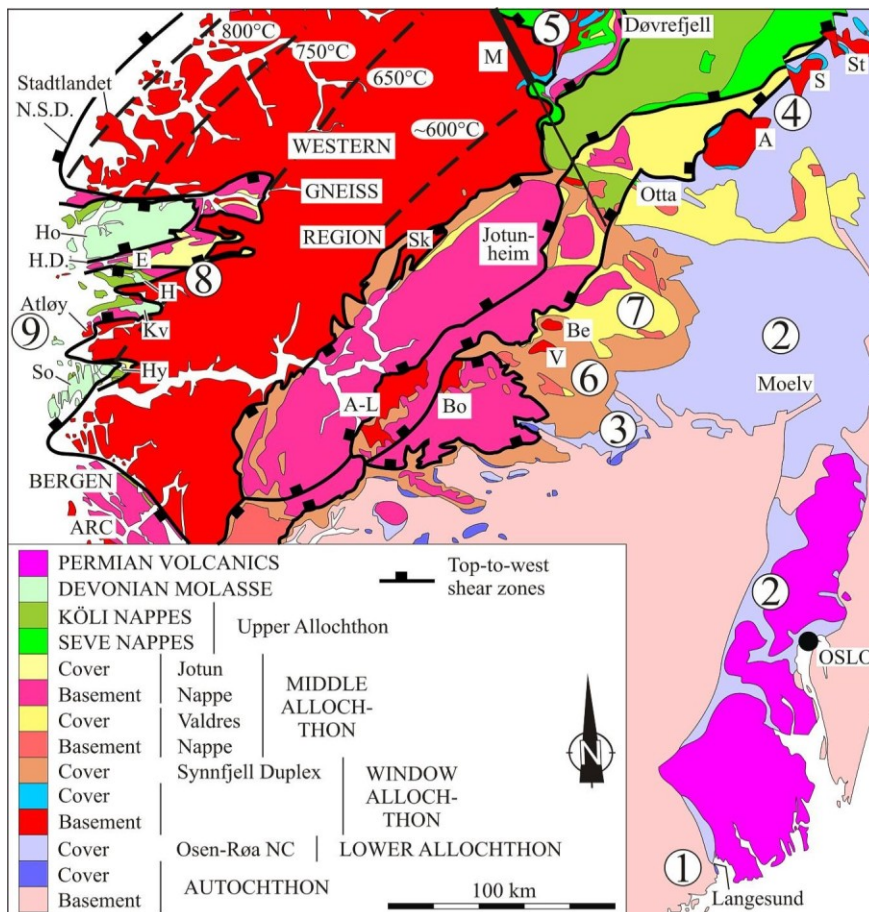 800°C
750°C
650°C
~600°C
5
Døvrefjell
M
Stadtlandet
N.S.D.
WESTERN
GNEISS
REGION
S
St
4
A
Otta
Ho
H.D.
E
8
H
Sk
Jotun-
heim
Atløy
9
Kv
So
Hy
7
Be
V
6
2
Moelv
A-L
Bo
3
BERGEN
ARC
PERMIAN VOLCANICS
DEVONIAN MOLASSE
KÖLI NAPPES
SEVE NAPPES
Upper Allochthon
Top-to-west
shear zones
Cover Jotun
Basement Nappe
Cover Valdres
Basement Nappe
MIDDLE
ALLOCH-
THON
Cover Synnfjell Duplex
Cover
Basement
WINDOW
ALLOCH-
THON
Cover Osen-Røa NC LOWER ALLOCHTHON
Cover
Basement
AUTOCHTHON
N
100 km
2
OSLO
1
Langesund